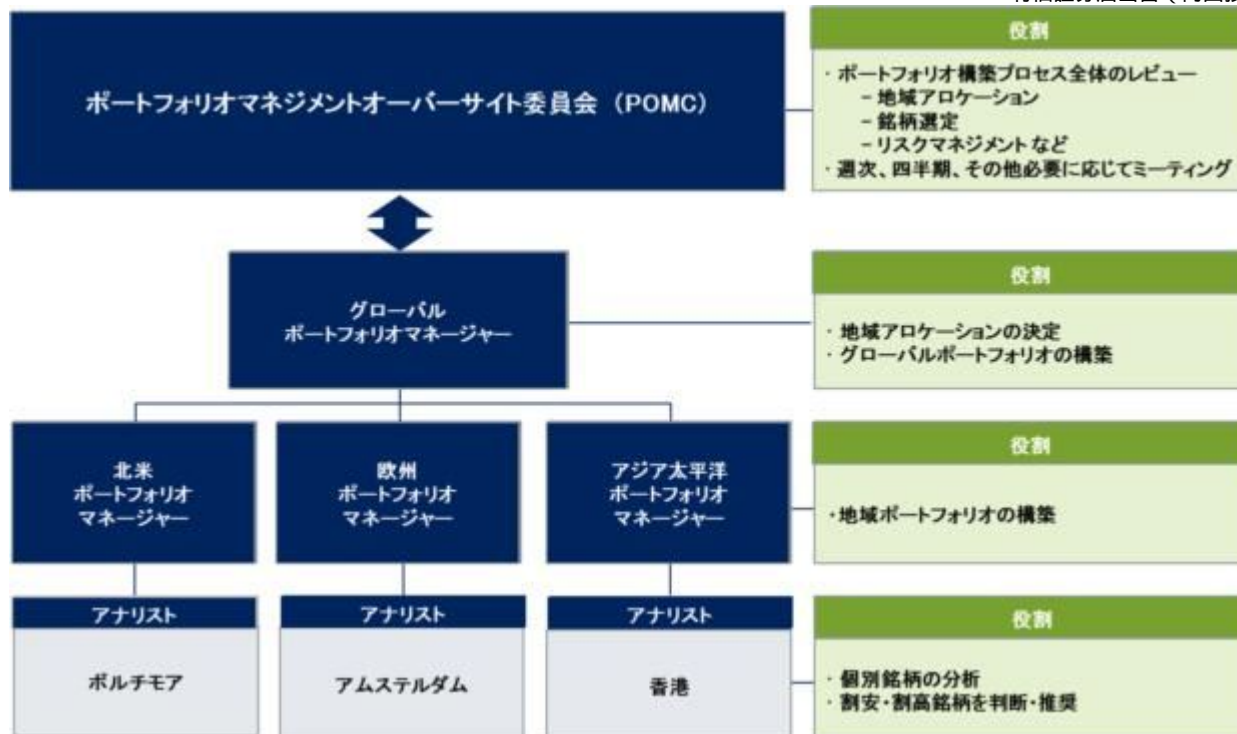 役割
ポートフォリオマネジメントオーバーサイト委員会（POMC）
・ポートフォリオ構築プロセス全体のレビュー
－地域アロケーション
－銘柄選定
－リスクマネジメントなど
・週次、四半期、その他必要に応じてミーティング
役割
グローバル
ポートフォリオマネージャー
・地域アロケーションの決定
・グローバルポートフォリオの構築
北米
ポートフォリオ
マネージャー
欧州
ポートフォリオ
マネージャー
アジア太平洋
ポートフォリオ
マネージャー
役割
・地域ポートフォリオの構築
アナリスト
ボルチモア
アナリスト
アムステルダム
アナリスト
香港
役割
・個別銘柄の分析
・割安・割高銘柄を判断・推奨